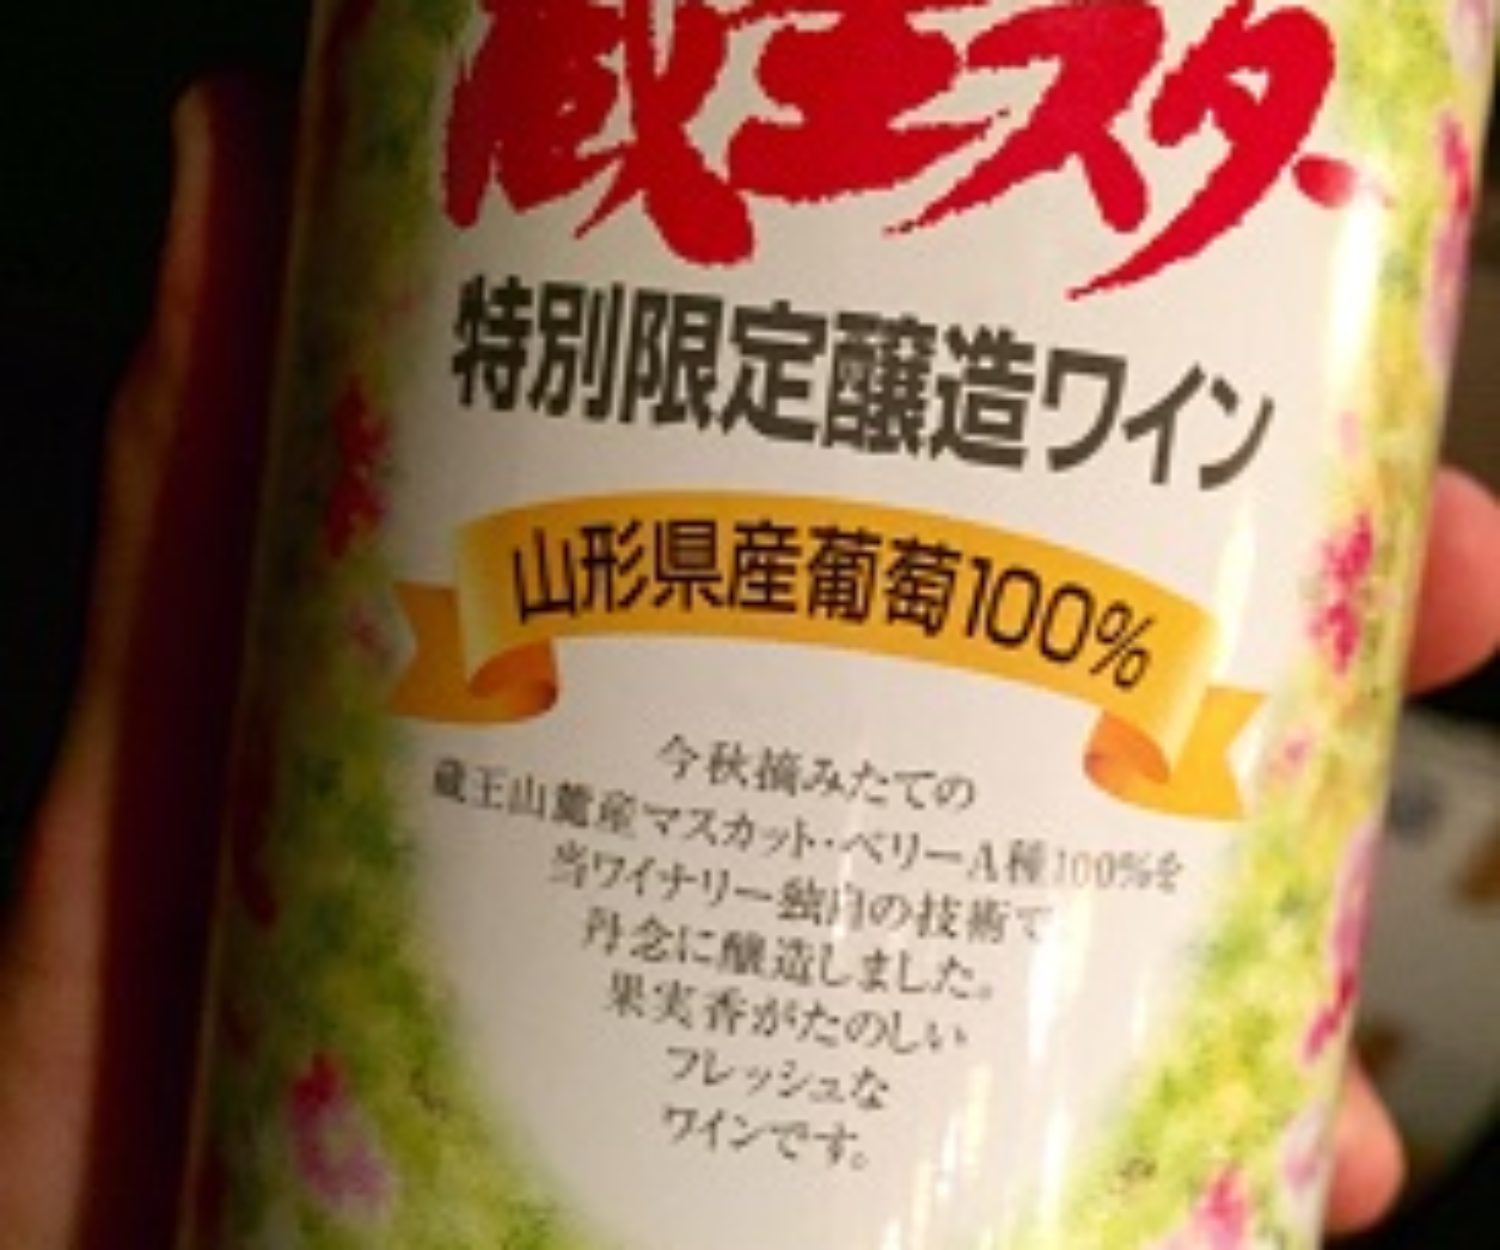 蔵王スター
特別限定醸造ワイン
山形県産葡萄100%
今秋摘みたての
蔵王山麓産マスカット・ベリーA種100%を
当ワイナリー独自の技術で
丹念に醸造しました。
果実香がたのしい
フレッシュな
ワインです。